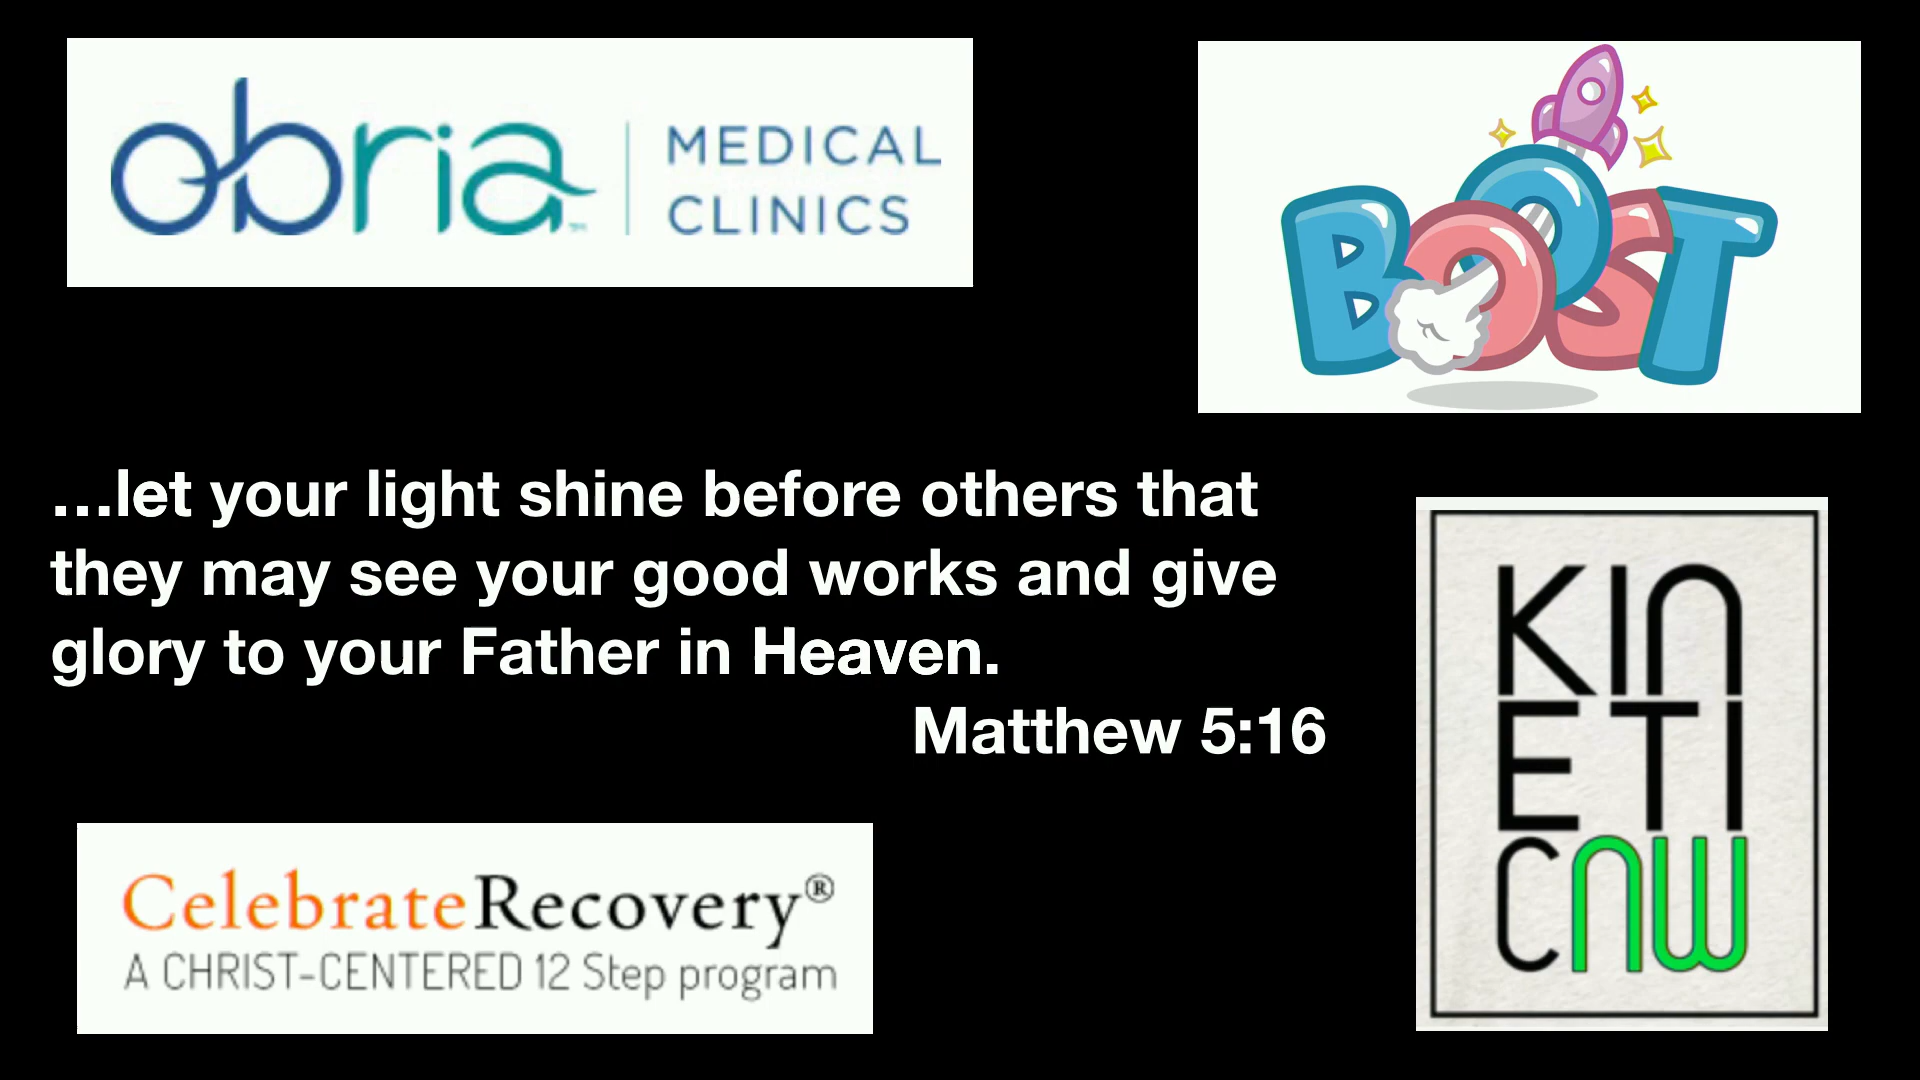 obria™ | MEDICAL
CLINICS
BOOST
...let your light shine before others that
they may see your good works and give
glory to your Father in Heaven.
Matthew 5:16
KIN
ETI
CNW
CelebrateRecovery®
A CHRIST-CENTERED 12 Step program